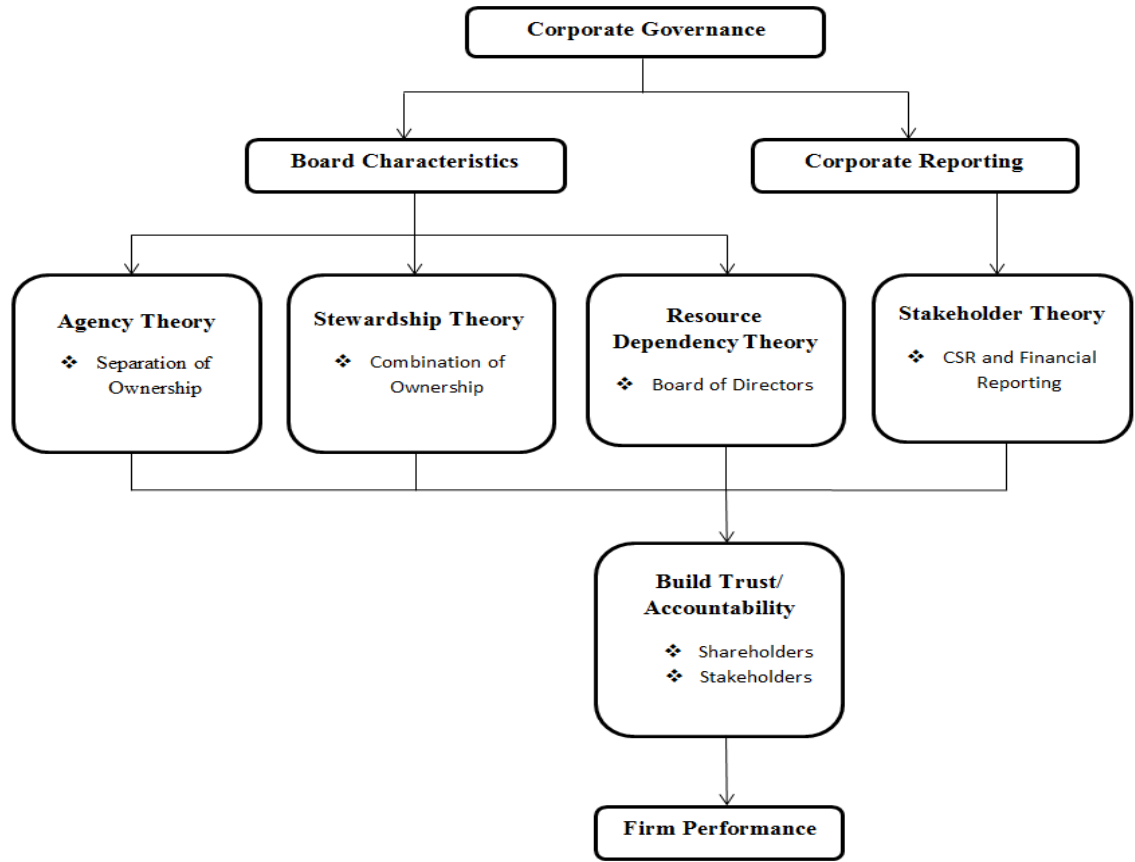 Corporate Governance
Board Characteristics
Corporate Reporting
Agency Theory
❖ Separation of
Ownership
Stewardship Theory
❖ Combination of
Ownership
Resource
Dependency Theory
❖ Board of Directors
Stakeholder Theory
❖ CSR and Financial
Reporting
Build Trust/
Accountability
❖ Shareholders
❖ Stakeholders
Firm Performance